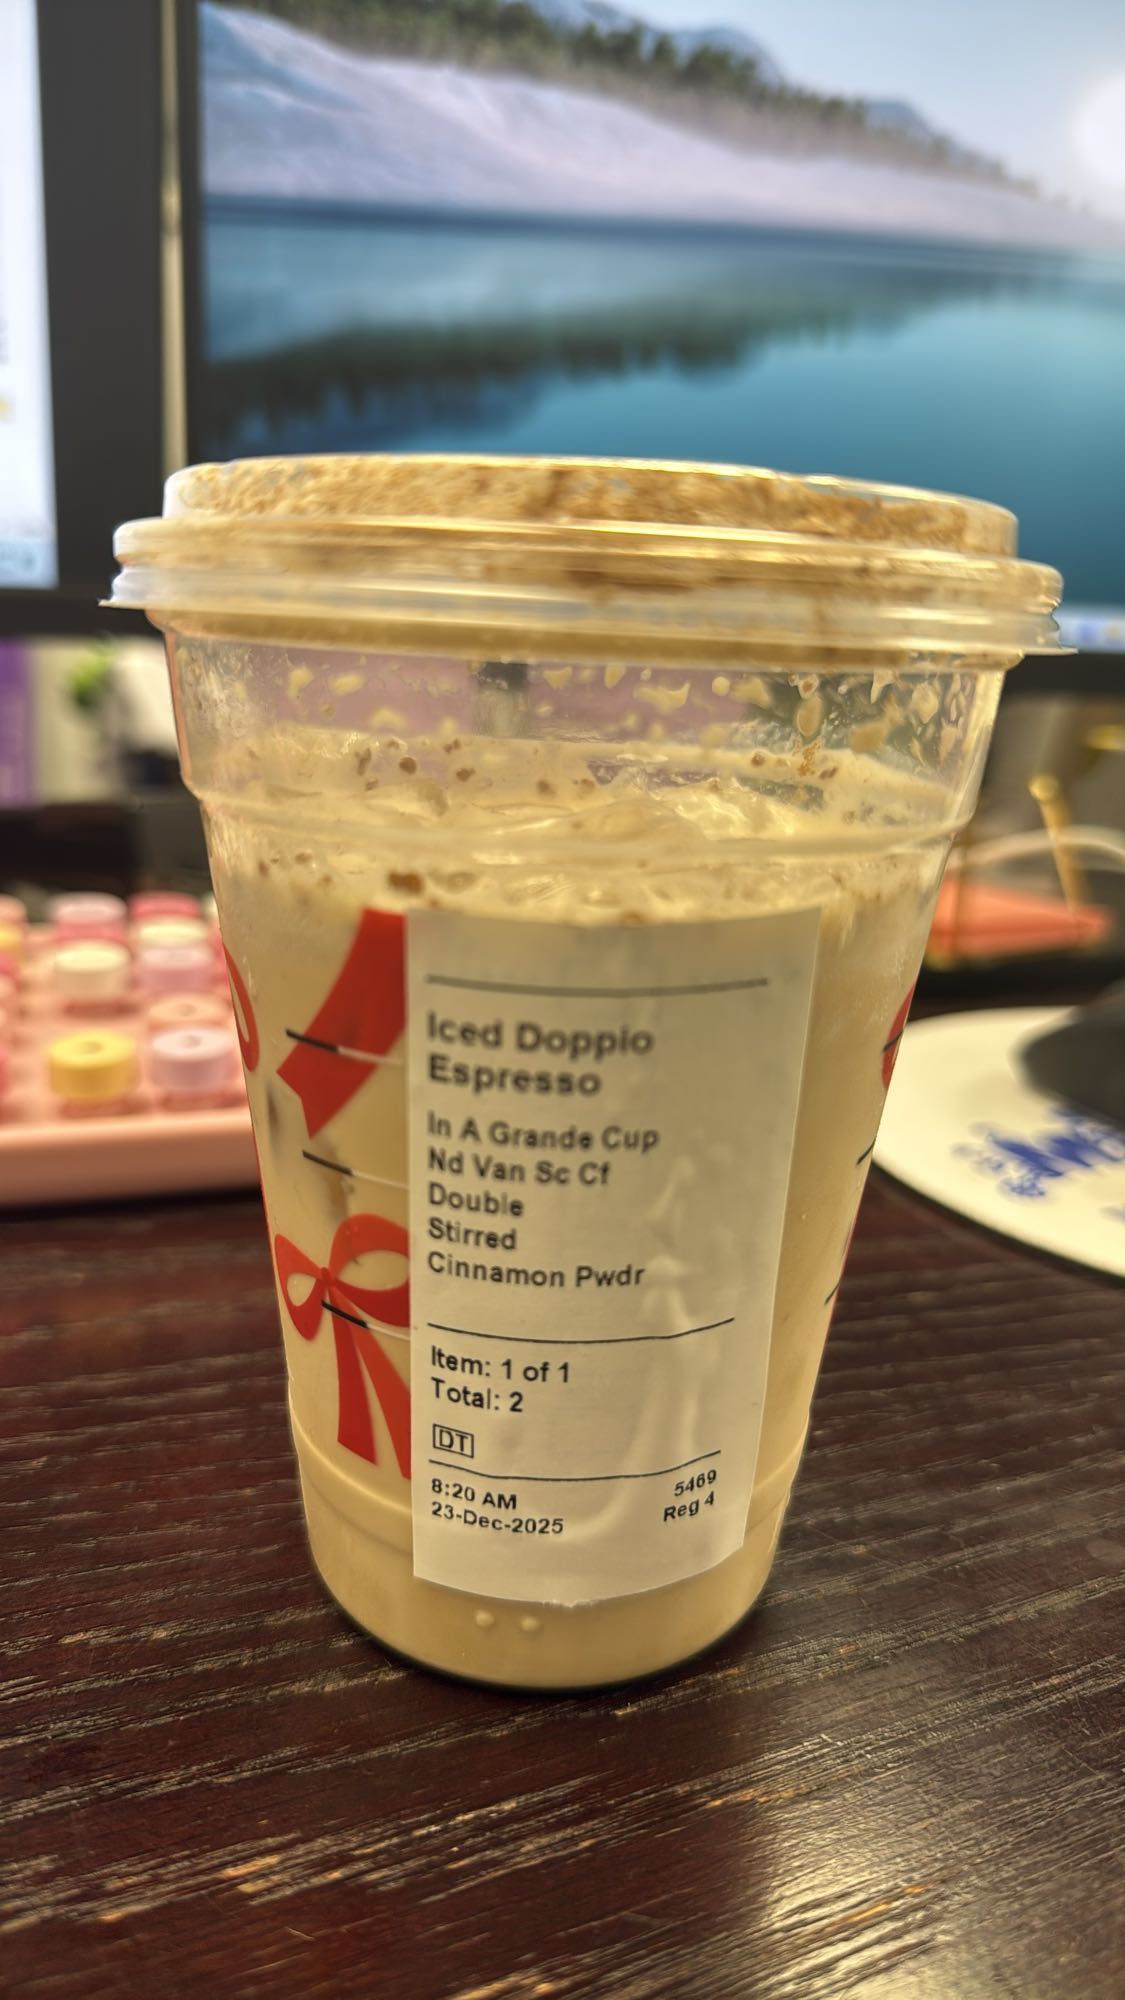 Iced Doppio
Espresso
In A Grande Cup
Nd Van Sc Cf
Double
Stirred
Cinnamon Pwdr
Item: 1 of 1
Total: 2
DT
8:20 AM
5469
23-Dec-2025
Reg 4